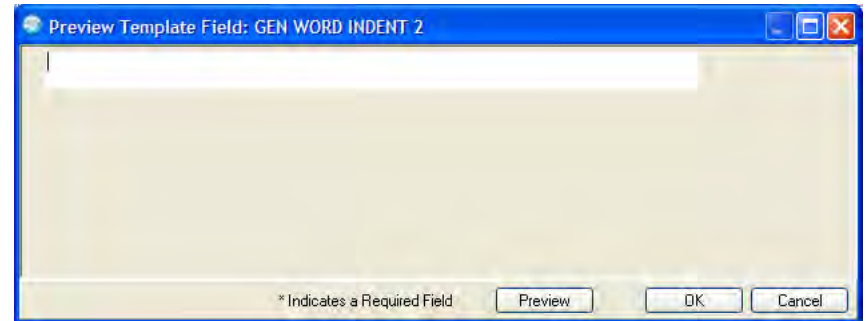 Preview Template Field: GEN WORD INDENT 2
* Indicates a Required Field Preview OK Cancel